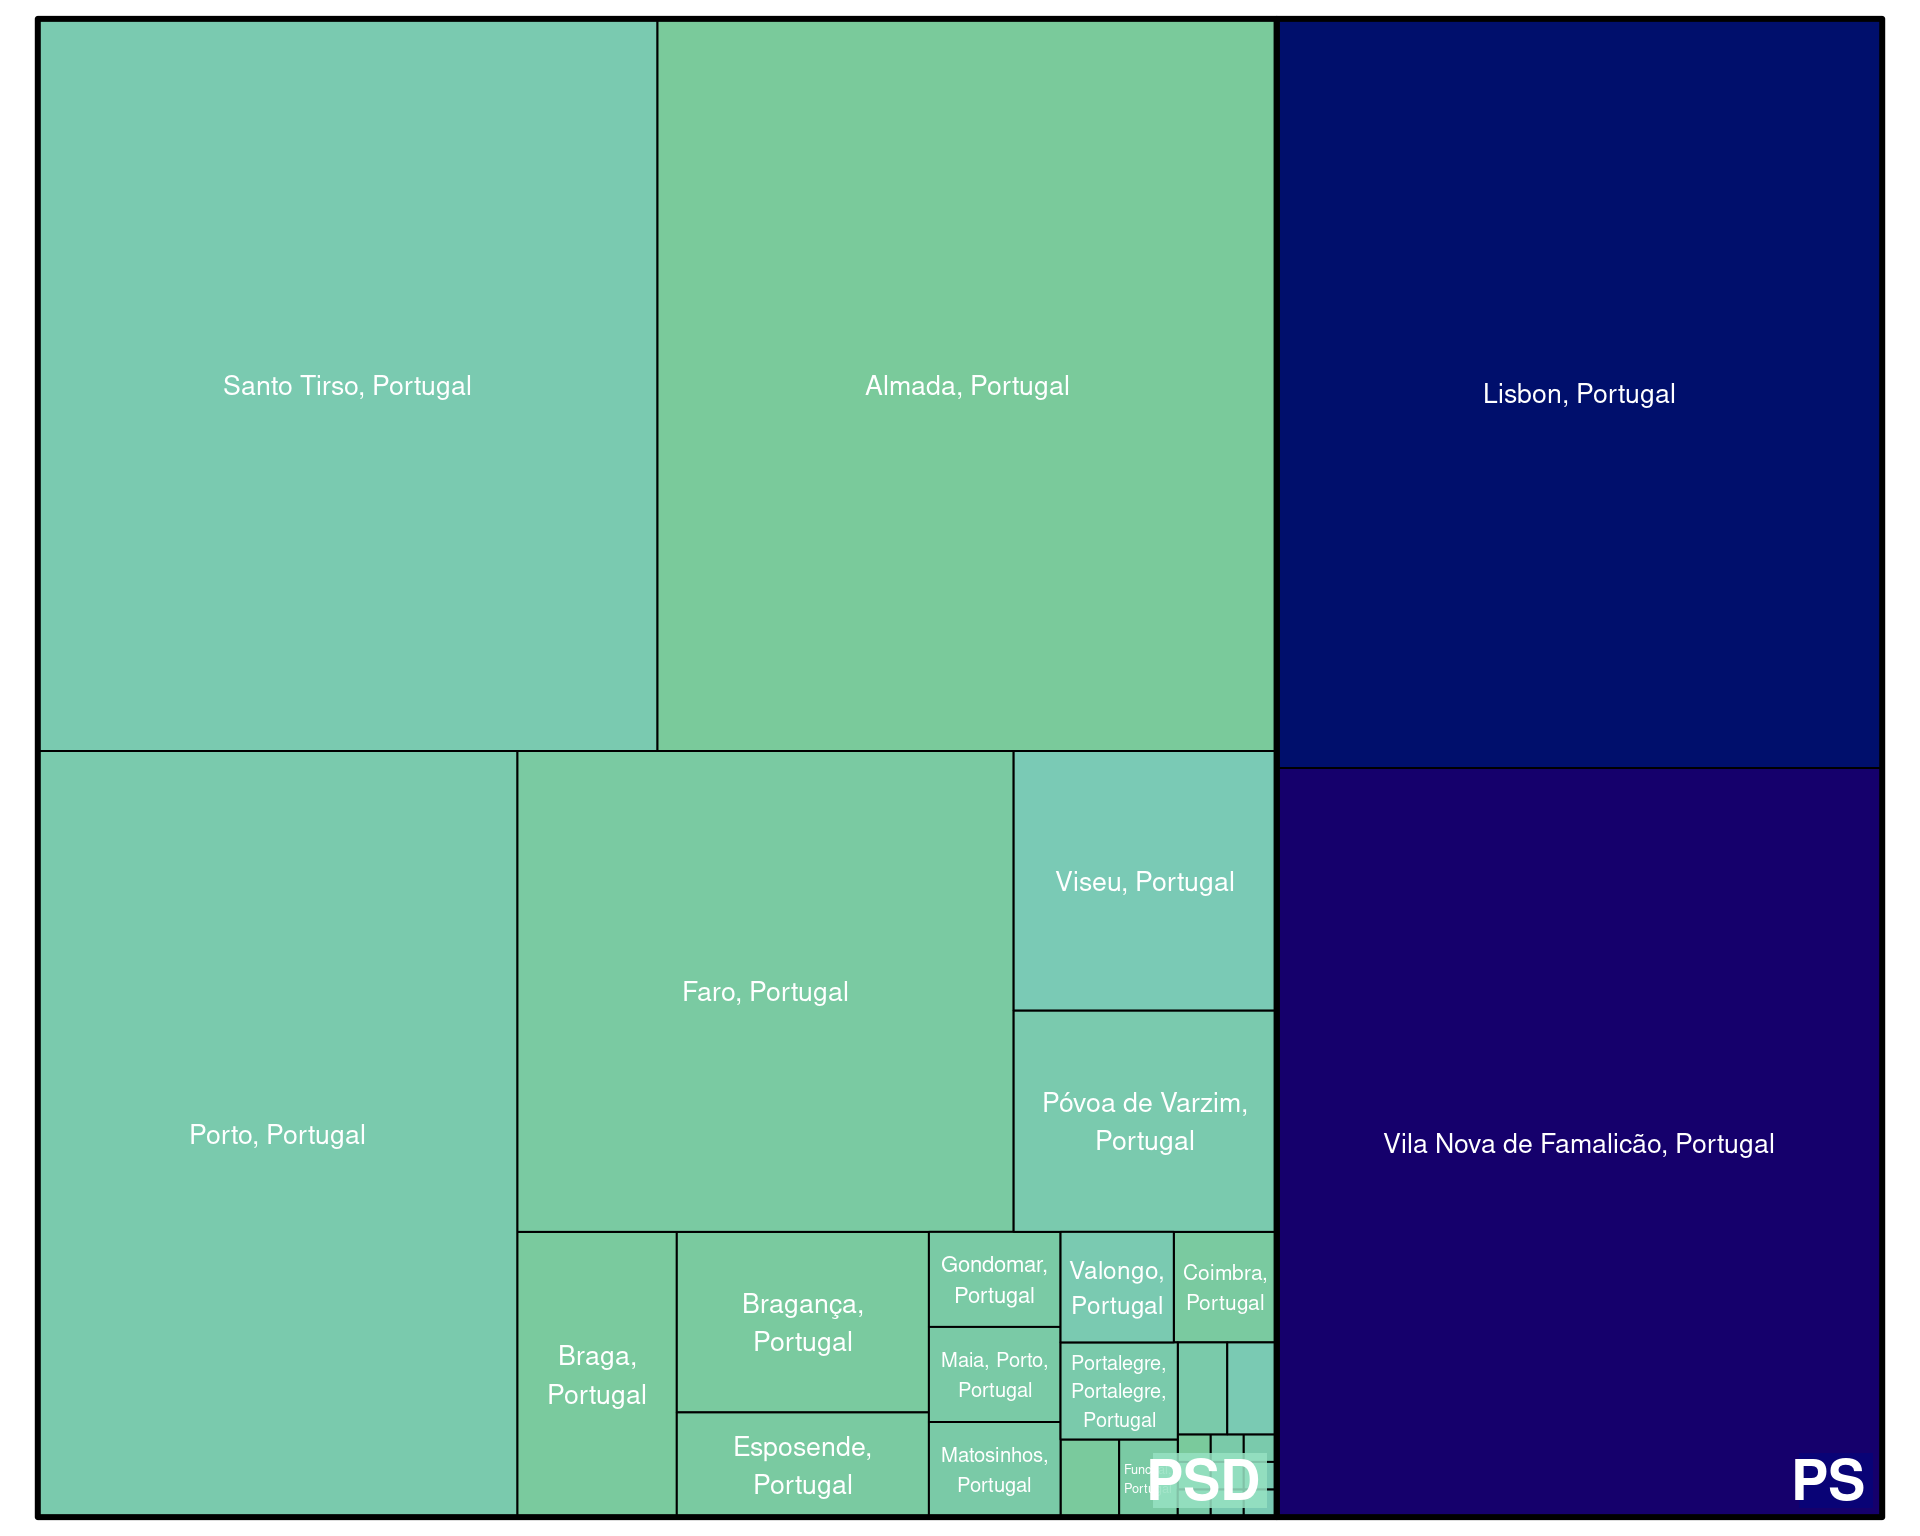 Santo Tirso, Portugal
Almada, Portugal
Lisbon, Portugal
Porto, Portugal
Faro, Portugal
Viseu, Portugal
Póvoa de Varzim,
Portugal
Vila Nova de Famalicão, Portugal
Braga,
Portugal
Bragança,
Portugal
Esposende,
Portugal
Gondomar,
Portugal
Maia, Porto,
Portugal
Matosinhos,
Portugal
Valongo,
Portugal
Coimbra,
Portugal
Portalegre,
Portalegre,
Portugal
PSD
PS